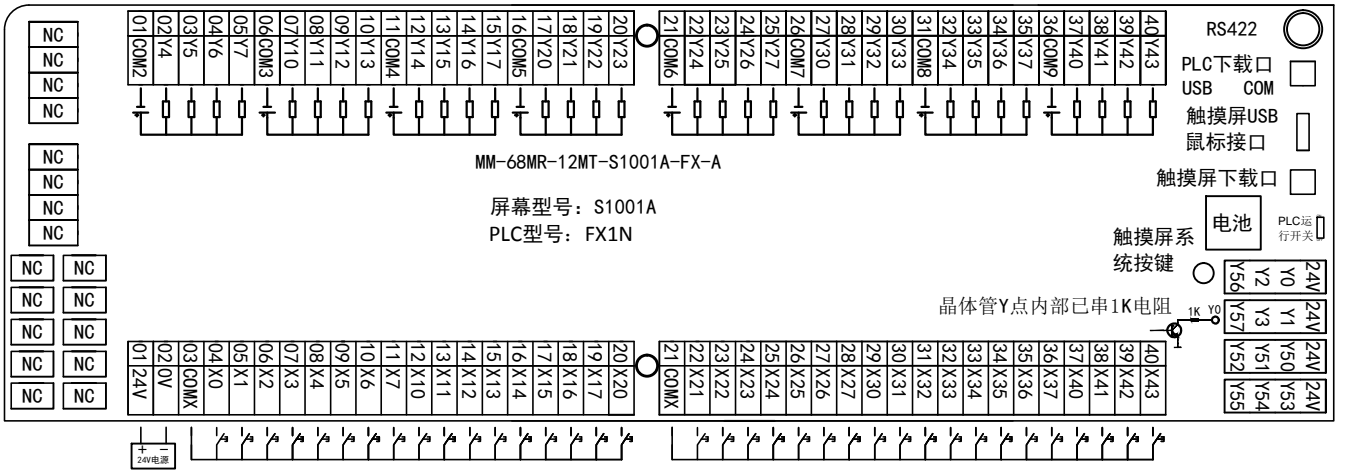 NC
NC
NC
NC
NC
NC
NC
NC
NC NC
NC NC
NC NC
NC NC
NC NC
01 COM2
02 Y4
03 Y5
04 Y6
05 Y7
06 COM3
07 Y10
08 Y11
09 Y12
10 Y13
11 COM4
12 Y14
13 Y15
14 Y16
15 Y17
16 COM5
17 Y20
18 Y21
19 Y22
20 Y23
21 COM6
22 Y24
23 Y25
24 Y26
25 Y27
26 COM7
27 Y30
28 Y31
29 Y32
30 Y33
31 COM8
32 Y34
33 Y35
34 Y36
35 Y37
36 COM9
37 Y40
38 Y41
39 Y42
40 Y43
RS422
PLC下载口
USB COM
触摸屏USB
鼠标接口
触摸屏下载口
电池
PLC运
行开关
触摸屏系
统按键
MM-68MR-12MT-S1001A-FX-A
屏幕型号: S1001A
PLC型号: FX1N
晶体管Y点内部已串1K电阻
1K Y0
Y56 Y2 Y0 24V
Y57 Y3 Y1 24V
Y52 Y51 Y50 24V
Y55 Y54 Y53 24V
01 24V
02 0V
03 COMX
04 X0
05 X1
06 X2
07 X3
08 X4
09 X5
10 X6
11 X7
12 X10
13 X11
14 X12
15 X13
16 X14
17 X15
18 X16
19 X17
20 X20
21 COMX
22 X21
23 X22
24 X23
25 X24
26 X25
27 X26
28 X27
29 X30
30 X31
31 X32
32 X33
33 X34
34 X35
35 X36
36 X37
37 X40
38 X41
39 X42
40 X43
+ −
24V电源